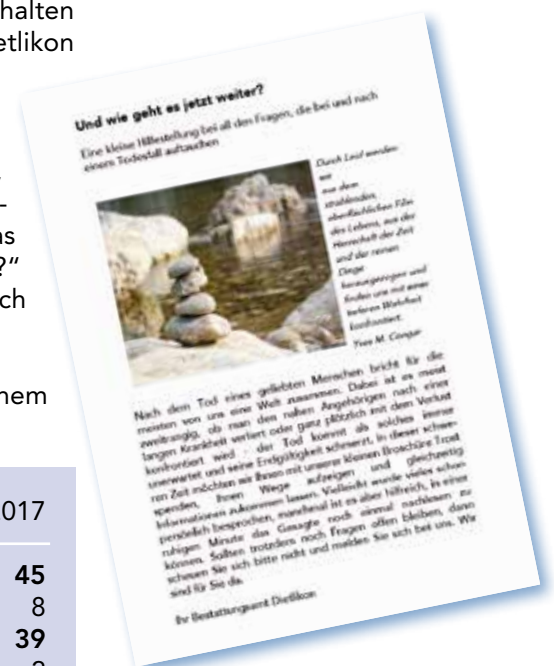 halten
etlikon
-
as
?“
ch
nem
017
45
8
39
Und wie geht es jetzt weiter?
Eine kleine Hilfestellung bei all den Fragen, die bei und nach
einem Todesfall auftauchen
Durch Leid werden
wir
aus dem
strahlenden,
oberflächlichen Film
des Lebens, aus der
Herrschaft der Zeit
und der reinen
Dinge
herausgezogen und
finden uns mit einer
tieferen Wahrheit
konfrontiert.
Yves M. Congar
Nach dem Tod eines geliebten Menschen bricht für die
meisten von uns eine Welt zusammen. Dabei ist es meist
zweitrangig, ob man den nahen Angehörigen nach einer
langen Krankheit verliert oder ganz plötzlich mit dem Verlust
konfrontiert wird - der Tod kommt als solches immer
unerwartet und seine Endgültigkeit schmerzt. In dieser schwe-
ren Zeit möchten wir Ihnen mit unserer kleinen Broschüre Trost
spenden, Ihnen Wege aufzeigen und gleichzeitig
Informationen zukommen lassen. Vielleicht wurde vieles schon
persönlich besprochen, manchmal ist es aber hilfreich, in einer
ruhigen Minute das Gesagte noch einmal nachlesen zu
können. Sollten trotzdem noch Fragen offen bleiben, dann
scheuen Sie sich bitte nicht und melden Sie sich bei uns. Wir
sind für Sie da.
Ihr Bestattungsamt Dietlikon